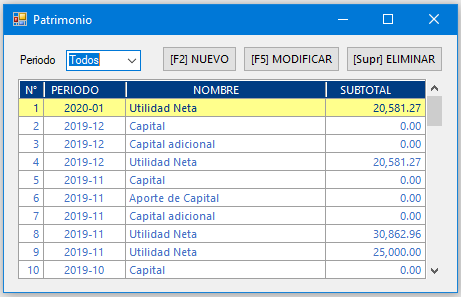 Patrimonio
Periodo Todos [F2] NUEVO [F5] MODIFICAR [Supr] ELIMINAR
N° PERIODO NOMBRE SUBTOTAL
1 2020-01 Utilidad Neta 20,581.27
2 2019-12 Capital 0.00
3 2019-12 Capital adicional 0.00
4 2019-12 Utilidad Neta 20,581.27
5 2019-11 Capital 0.00
6 2019-11 Aporte de Capital 0.00
7 2019-11 Capital adicional 0.00
8 2019-11 Utilidad Neta 30,862.96
9 2019-11 Utilidad Neta 25,000.00
10 2019-10 Capital 0.00